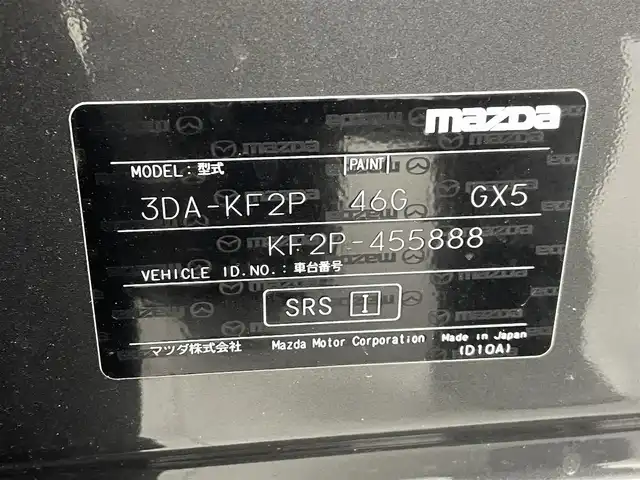 mazda
MODEL:型式 PAINT
3DA-KF2P 46G GX5
KF2P-455888
VEHICLE ID.NO.:車台番号
SRS I
マツダ株式会社 Mazda Motor Corporation Made in Japan
(D10A)